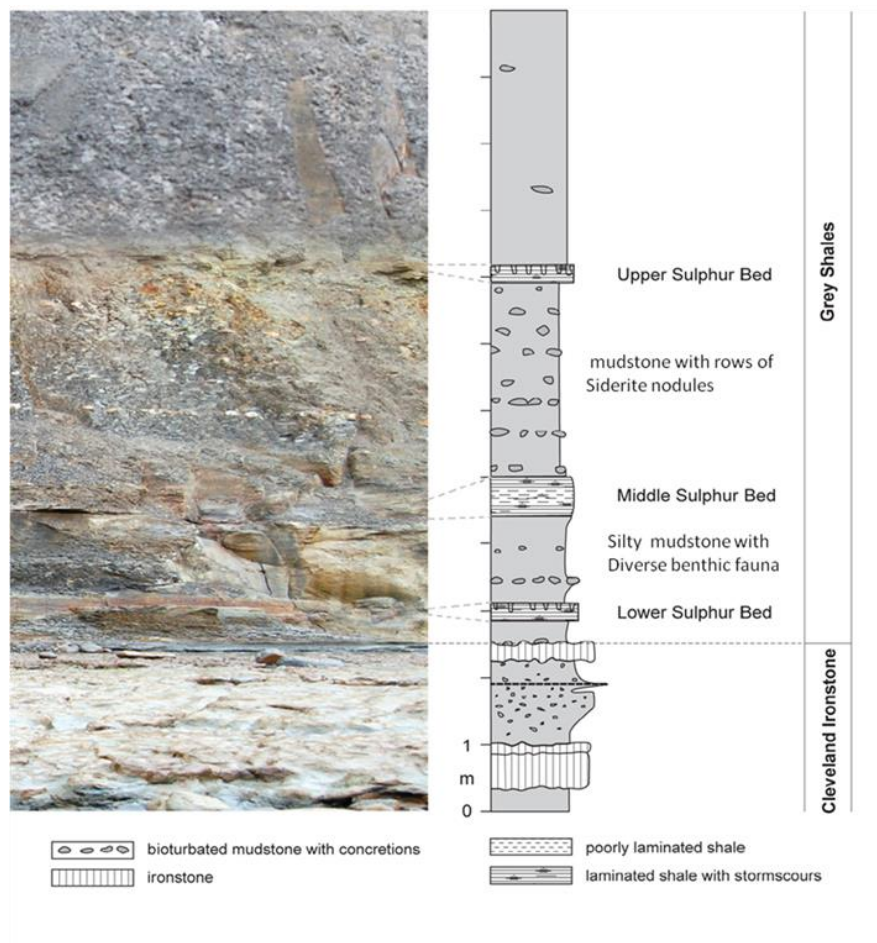 Upper Sulphur Bed
mudstone with rows of
Siderite nodules
Middle Sulphur Bed
Silty mudstone with
Diverse benthic fauna
Lower Sulphur Bed
Grey Shales
Cleveland Ironstone
1
m
0
bioturbated mudstone with concretions
ironstone
poorly laminated shale
laminated shale with stormscours